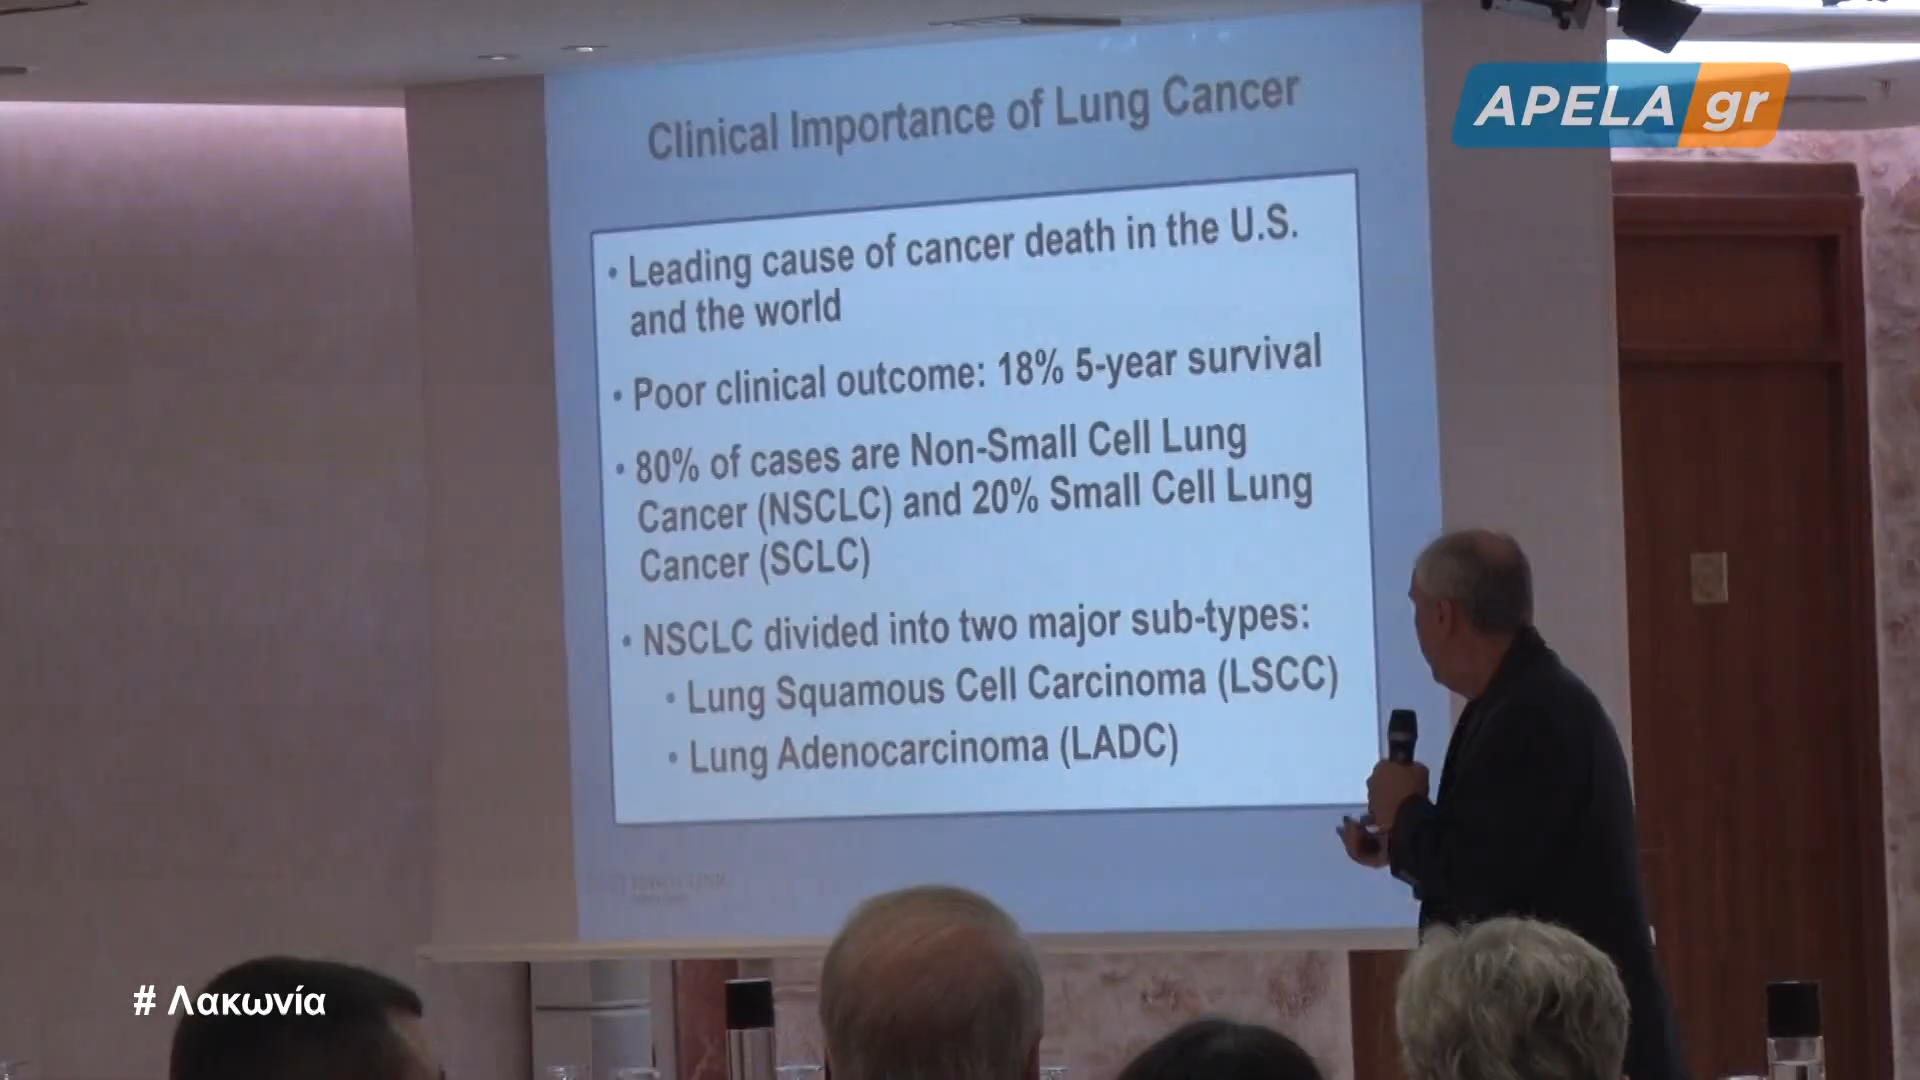 APELA gr
Clinical Importance of Lung Cancer
• Leading cause of cancer death in the U.S.
and the world
• Poor clinical outcome: 18% 5-year survival
• 80% of cases are Non-Small Cell Lung
Cancer (NSCLC) and 20% Small Cell Lung
Cancer (SCLC)
• NSCLC divided into two major sub-types:
• Lung Squamous Cell Carcinoma (LSCC)
• Lung Adenocarcinoma (LADC)
# Λακωνία